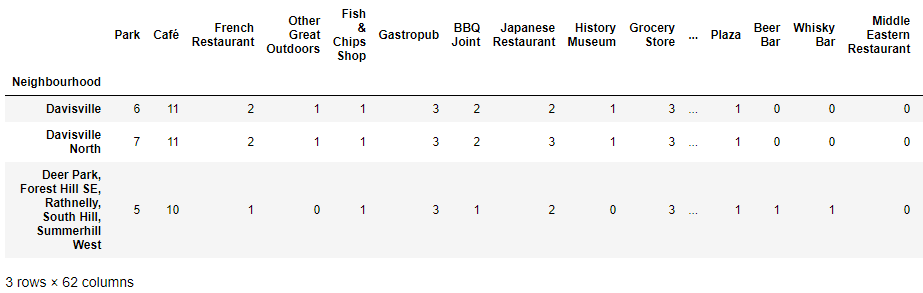 Park Café French Restaurant Other Great Outdoors Fish & Chips Shop Gastropub BBQ Joint Japanese Restaurant History Museum Grocery Store ... Plaza Beer Bar Whisky Bar Middle Eastern Restaurant
Neighbourhood
Davisville 6 11 2 1 1 3 2 2 1 3 ... 1 0 0 0
Davisville North 7 11 2 1 1 3 2 3 1 3 ... 1 0 0 0
Deer Park, Forest Hill SE, Rathnelly, South Hill, Summerhill West 5 10 1 0 1 3 1 2 0 3 ... 1 1 1 0
3 rows × 62 columns